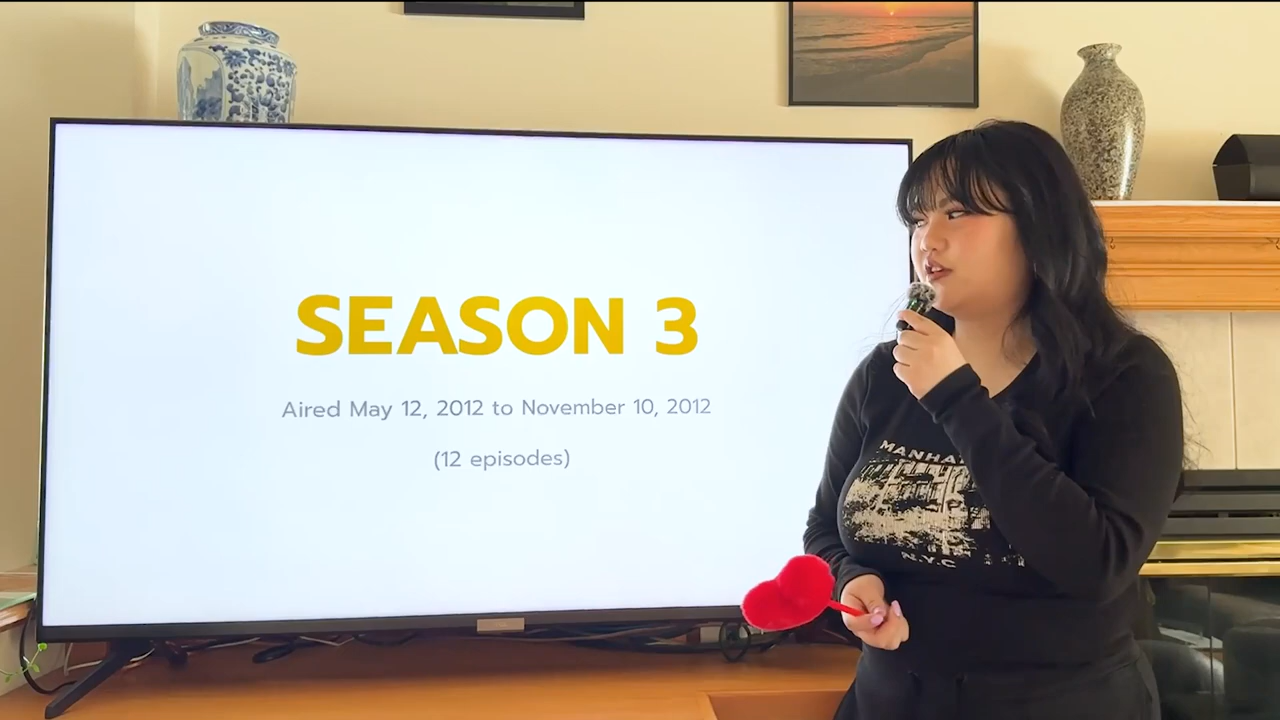 SEASON 3
Aired May 12, 2012 to November 10, 2012
(12 episodes)
N.Y.C